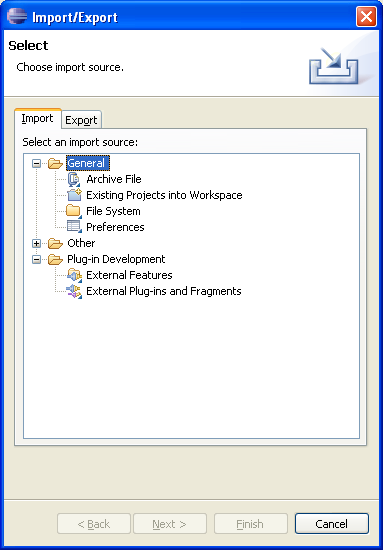 Import/Export
Select
Choose import source.
Import Export
Select an import source:
General
Archive File
Existing Projects into Workspace
File System
Preferences
Other
Plug-in Development
External Features
External Plug-ins and Fragments
< Back Next > Finish Cancel